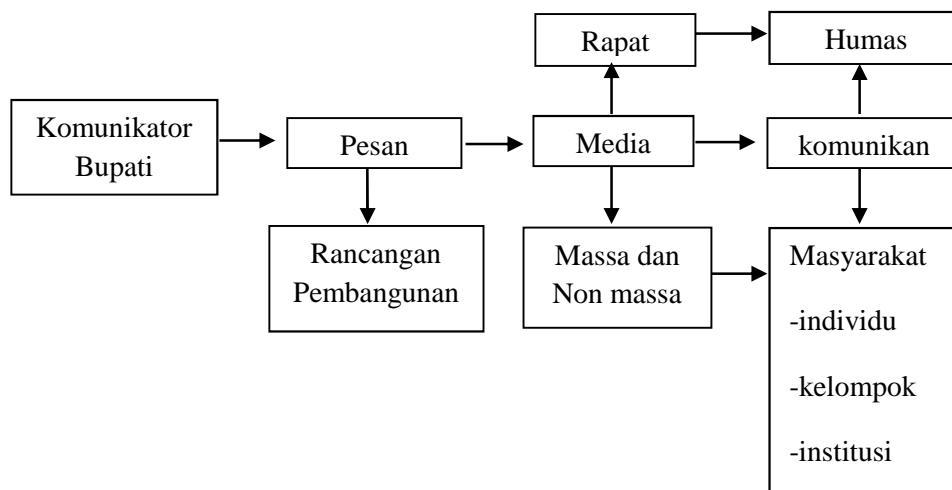 Rapat
Humas
Komunikator
Bupati
Pesan
Media
komunikan
Rancangan
Pembangunan
Massa dan
Non massa
Masyarakat
-individu
-kelompok
-institusi